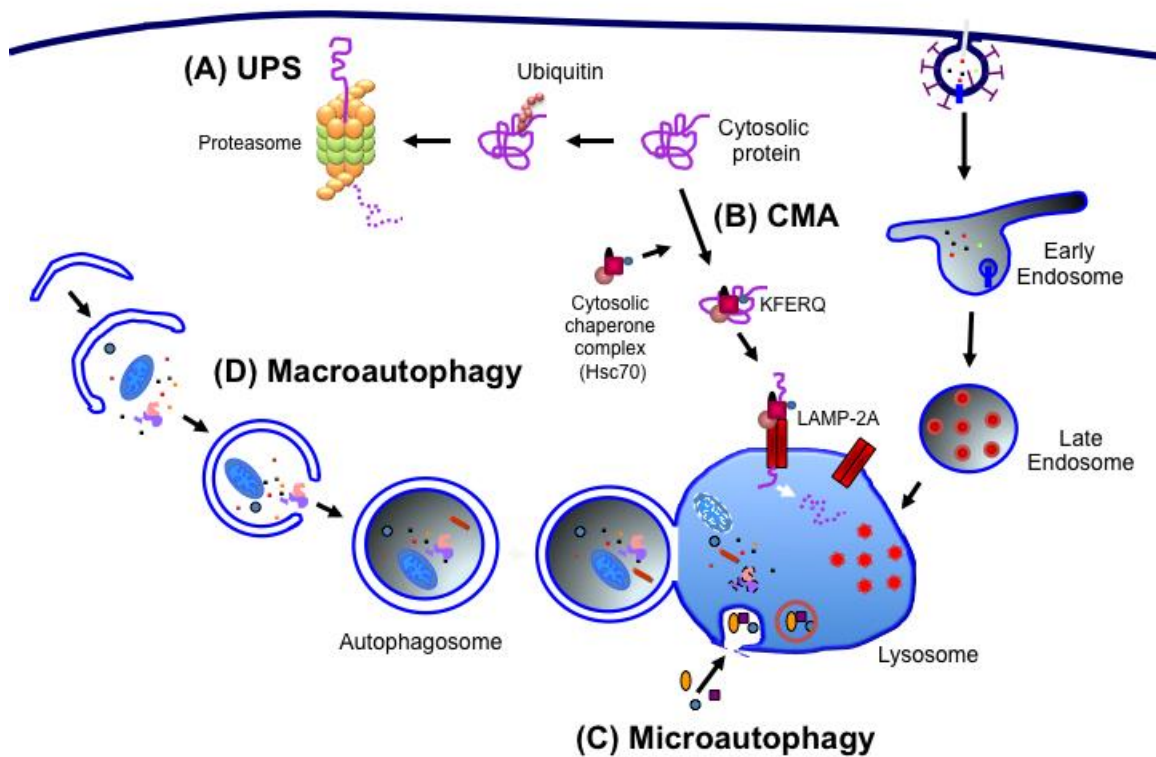 (A) UPS
Ubiquitin
Proteasome
Cytosolic
protein
(B) CMA
Early
Endosome
Cytosolic
chaperone
complex
(Hsc70)
KFERQ
(D) Macroautophagy
LAMP-2A
Late
Endosome
Autophagosome
Lysosome
(C) Microautophagy